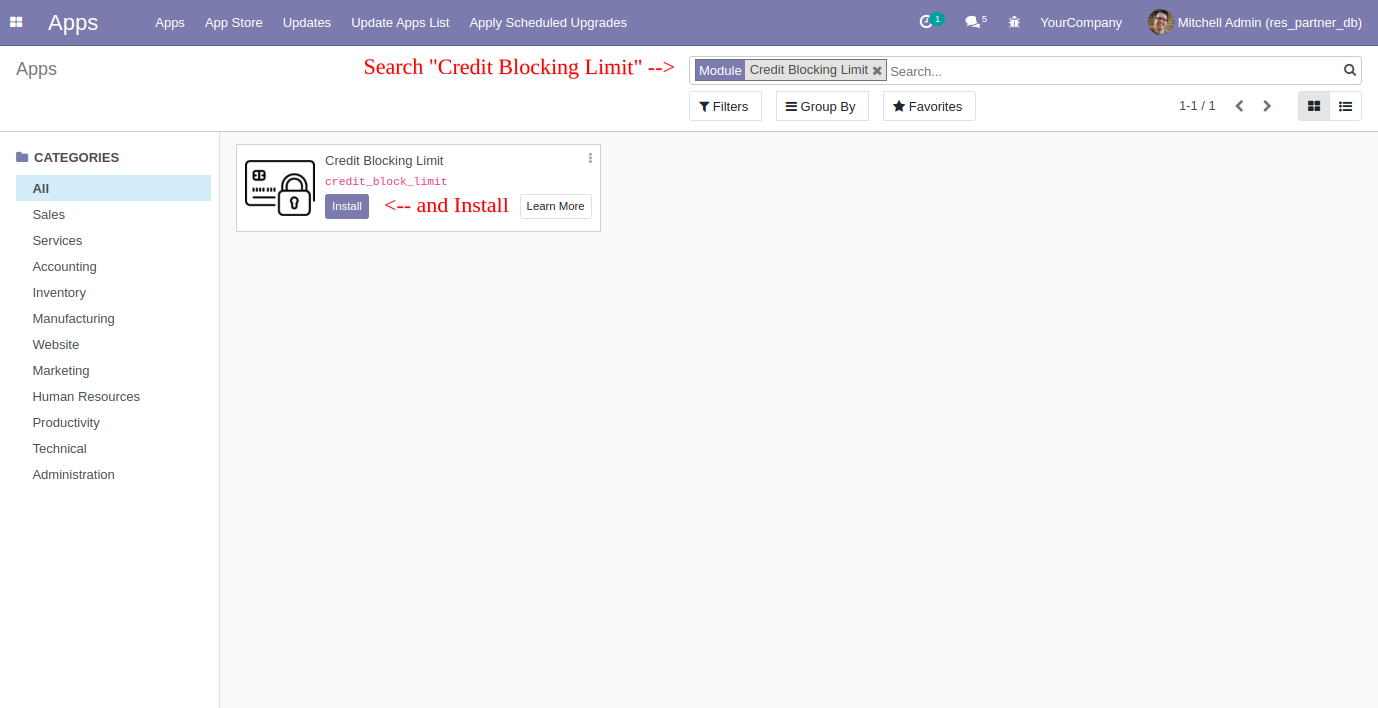 Apps Apps App Store Updates Update Apps List Apply Scheduled Upgrades 1 5 YourCompany Mitchell Admin (res_partner_db)
Apps Search "Credit Blocking Limit" --> Module Credit Blocking Limit Search...
Filters Group By Favorites 1-1 / 1
CATEGORIES
All
Sales
Services
Accounting
Inventory
Manufacturing
Website
Marketing
Human Resources
Productivity
Technical
Administration
Credit Blocking Limit
credit_block_limit
Install <-- and Install Learn More